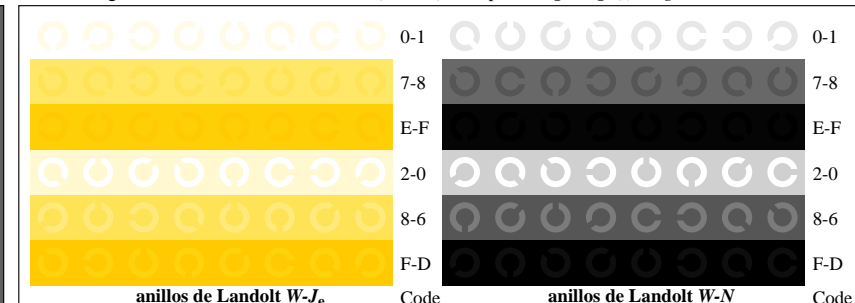 0-1 0-1
7-8 7-8
E-F E-F
2-0 2-0
8-6 8-6
F-D F-D
anillos de Landolt W-Je Code anillos de Landolt W-N Code